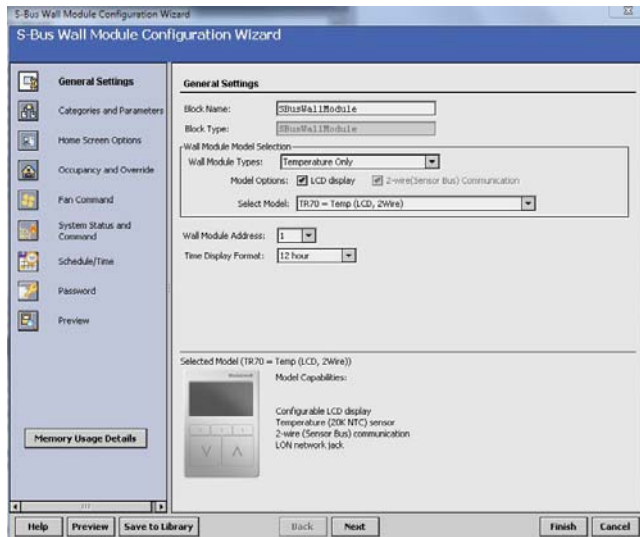 S-Bus Wall Module Configuration Wizard
S-Bus Wall Module Configuration Wizard
General Settings
Categories and Parameters
Home Screen Options
Occupancy and Override
Fan Command
System Status and
Command
Schedule/Time
Password
Preview
Memory Usage Details
General Settings
Block Name: SBusWallModule
Block Type: SBusWallModule
Wall Module Model Selection
Wall Module Types: Temperature Only
Model Options: LCD display 2-wire(Sensor Bus) Communication
Select Model: TR70 = Temp (LCD, 2Wire)
Wall Module Address: 1
Time Display Format: 12 hour
Selected Model (TR70 = Temp (LCD, 2Wire))
Honeywell
Model Capabilities:
Configurable LCD display
Temperature (20K NTC) sensor
2-wire (Sensor Bus) communication
LON network jack
Help Preview Save to Library Back Next Finish Cancel